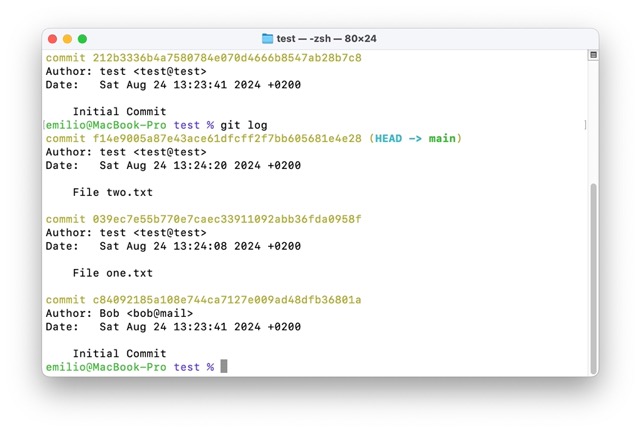 test — -zsh — 80×24
commit 212b3336b4a7580784e070d4666b8547ab28b7c8
Author: test <test@test>
Date:   Sat Aug 24 13:23:41 2024 +0200
Initial Commit
emilio@MacBook-Pro test % git log
commit f14e9005a87e43ace61dfcff2f7bb605681e4e28 (HEAD -> main)
Author: test <test@test>
Date:   Sat Aug 24 13:24:20 2024 +0200
File two.txt
commit 039ec7e55b770e7caec33911092abb36fda0958f
Author: test <test@test>
Date:   Sat Aug 24 13:24:08 2024 +0200
File one.txt
commit c84092185a108e744ca7127e009ad48dfb36801a
Author: Bob <bob@mail>
Date:   Sat Aug 24 13:23:41 2024 +0200
Initial Commit
emilio@MacBook-Pro test %